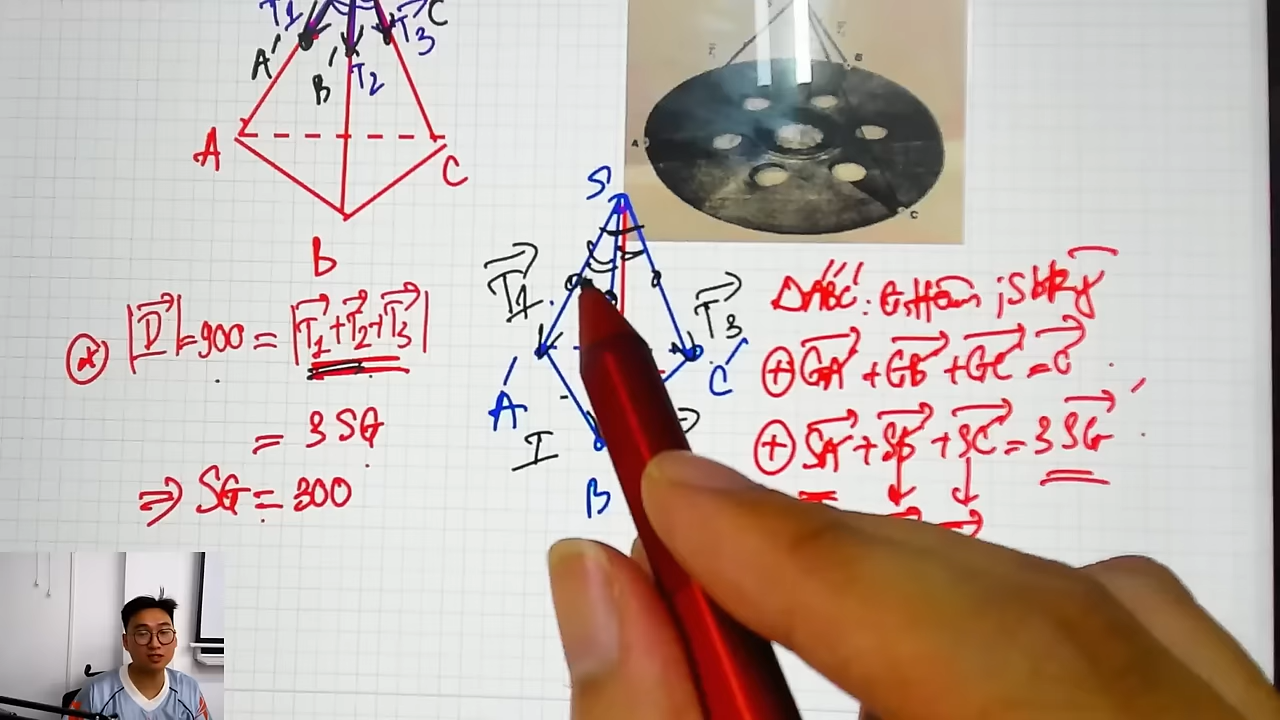 T1 T3 C
A' B' T2
A
C
B
S
|P| = 900 = |T1 + T2 + T3|
= 3SG
=> SG = 300
T1
T3
A'
C'
I
B
ΔABC: G
⊕ GA + GB + GC = 0
⊕ SA + SB + SC = 3SG
A
B
C